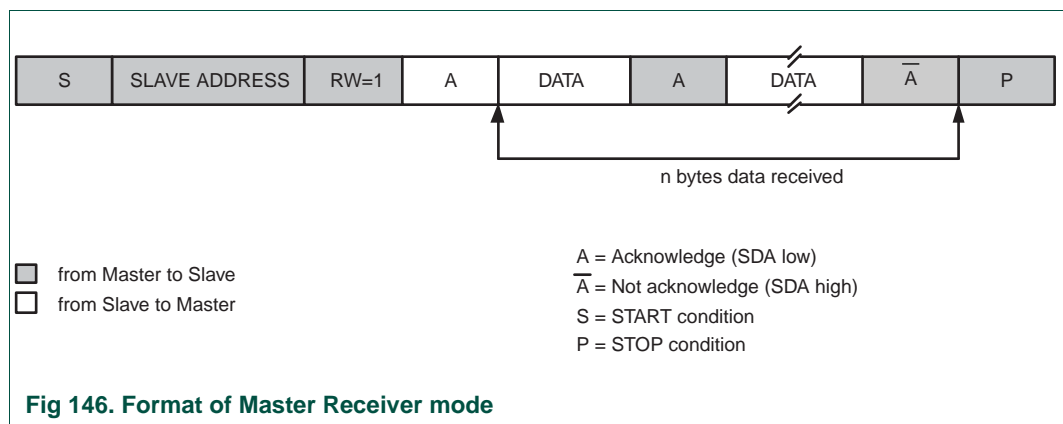 S SLAVE ADDRESS RW=1 A DATA A DATA A̅ P
n bytes data received
from Master to Slave
from Slave to Master
A = Acknowledge (SDA low)
A̅ = Not acknowledge (SDA high)
S = START condition
P = STOP condition
Fig 146. Format of Master Receiver mode